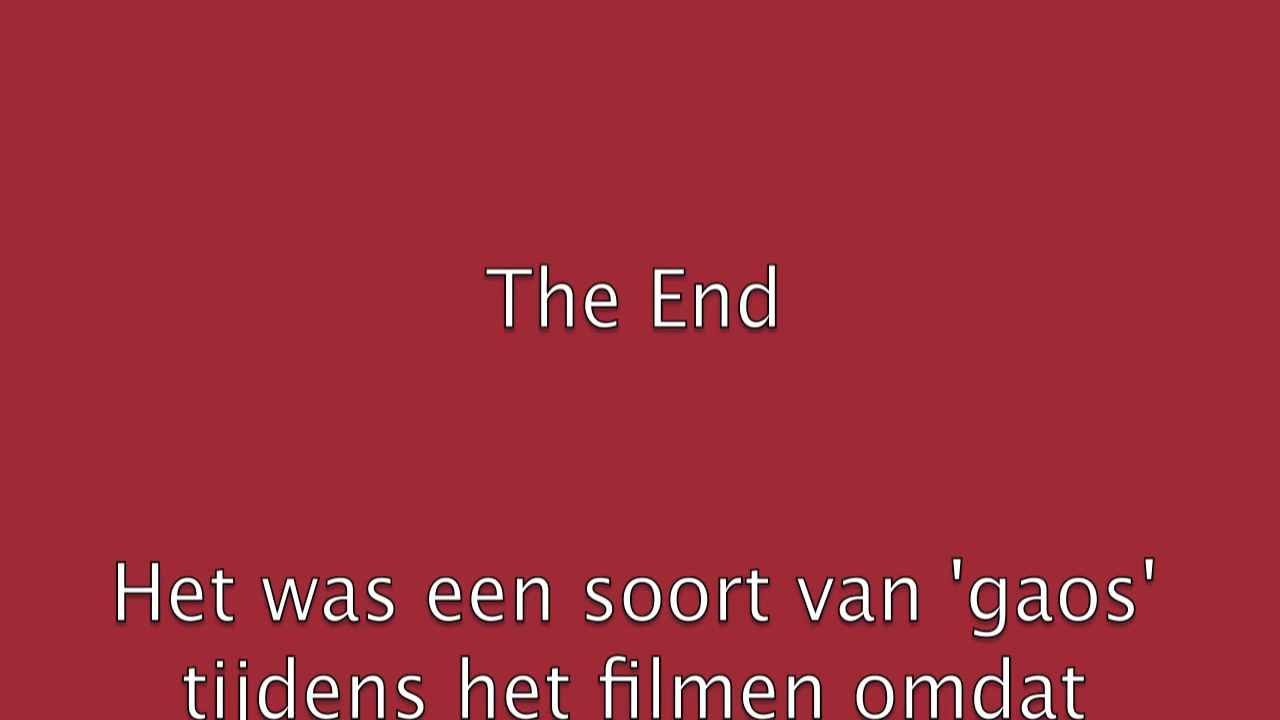 The End
Het was een soort van 'gaos'
tijdens het filmen omdat